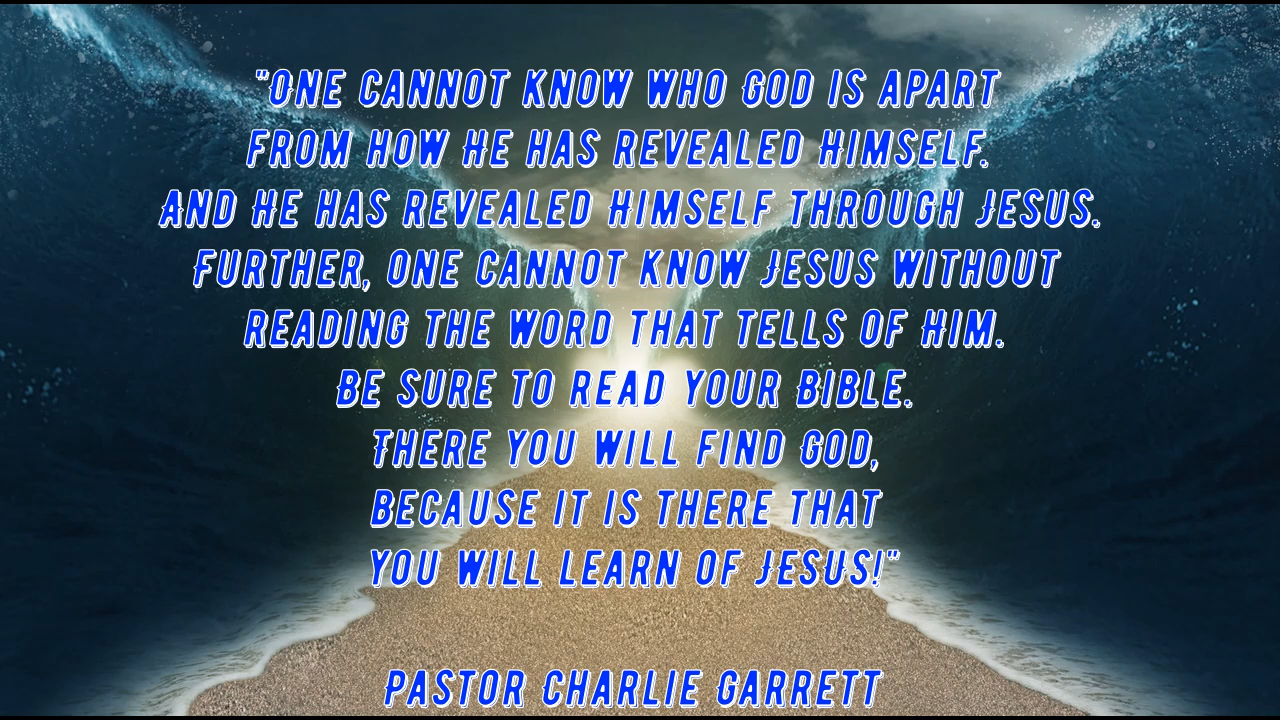 "One cannot know who God is apart
from how He has revealed Himself.
And He has revealed Himself through Jesus.
Further, one cannot know Jesus without
reading the Word that tells of Him.
Be sure to read your Bible.
There you will find God,
because it is there that
you will learn of Jesus!"
Pastor Charlie Garrett